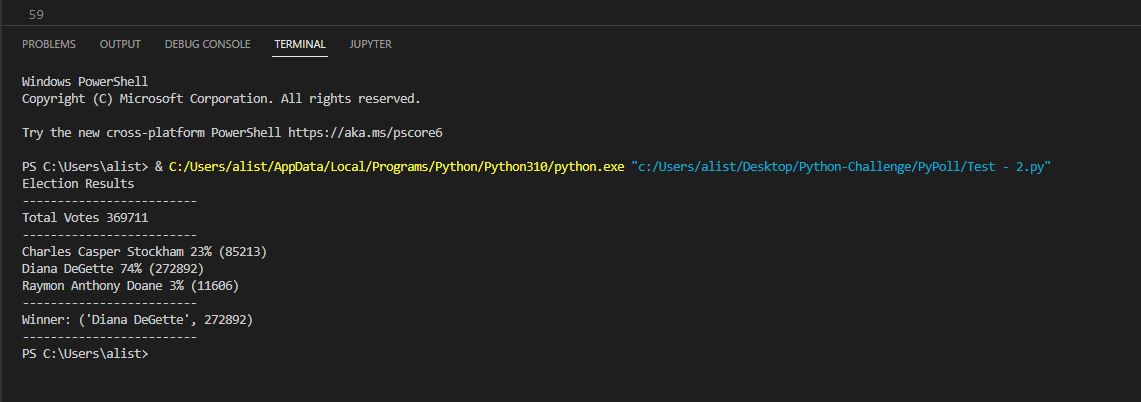 59
PROBLEMS OUTPUT DEBUG CONSOLE TERMINAL JUPYTER
Windows PowerShell
Copyright (C) Microsoft Corporation. All rights reserved.
Try the new cross-platform PowerShell https://aka.ms/pscore6
PS C:\Users\alist> & C:/Users/alist/AppData/Local/Programs/Python/Python310/python.exe "c:/Users/alist/Desktop/Python-Challenge/PyPoll/Test - 2.py"
Election Results
-------------------------
Total Votes 369711
-------------------------
Charles Casper Stockham 23% (85213)
Diana DeGette 74% (272892)
Raymon Anthony Doane 3% (11606)
-------------------------
Winner: ('Diana DeGette', 272892)
-------------------------
PS C:\Users\alist>